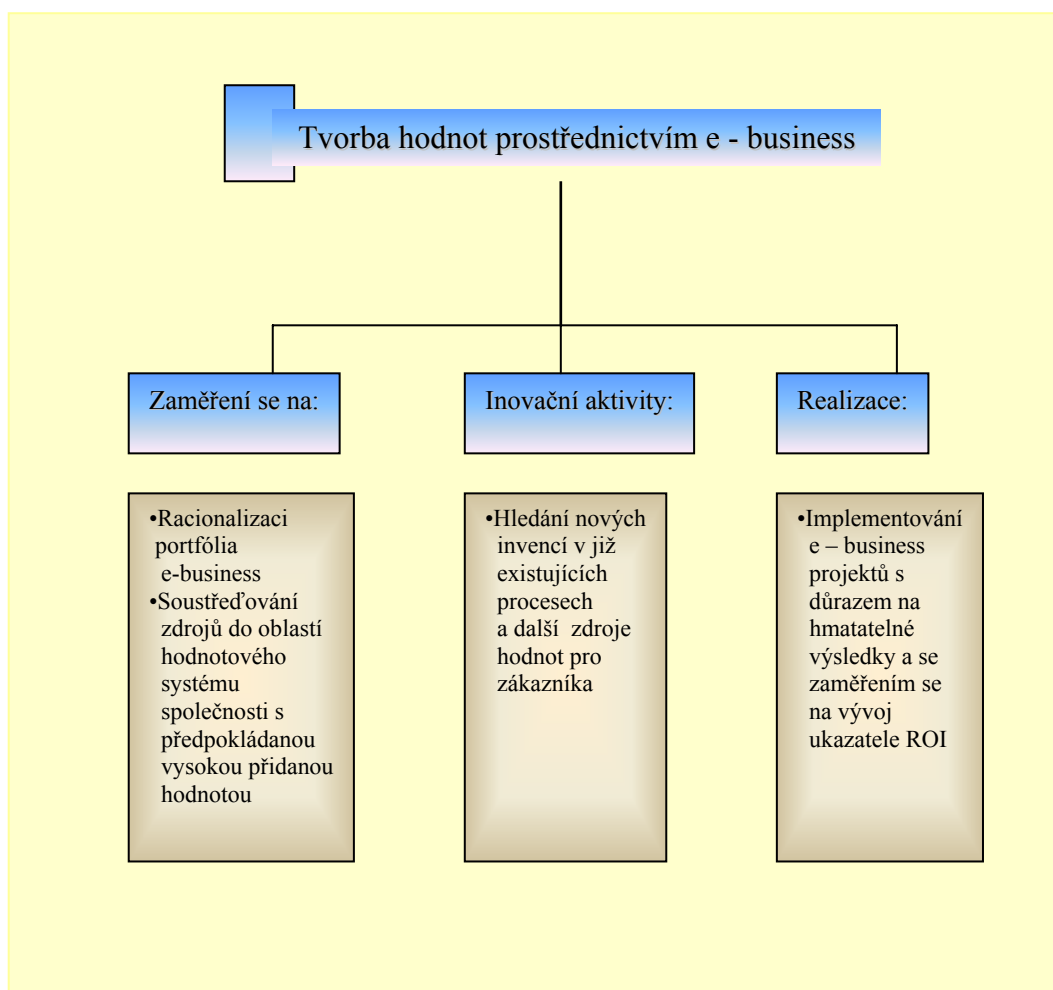 Tvorba hodnot prostřednictvím e - business
Zaměření se na:
•Racionalizaci
portfólia
e-business
•Soustřeďování
zdrojů do oblastí
hodnotového
systému
společnosti s
předpokládanou
vysokou přidanou
hodnotou
Inovační aktivity:
•Hledání nových
invencí v již
existujících
procesech
a další zdroje
hodnot pro
zákazníka
Realizace:
•Implementování
e – business
projektů s
důrazem na
hmatatelné
výsledky a se
zaměřením se
na vývoj
ukazatele ROI